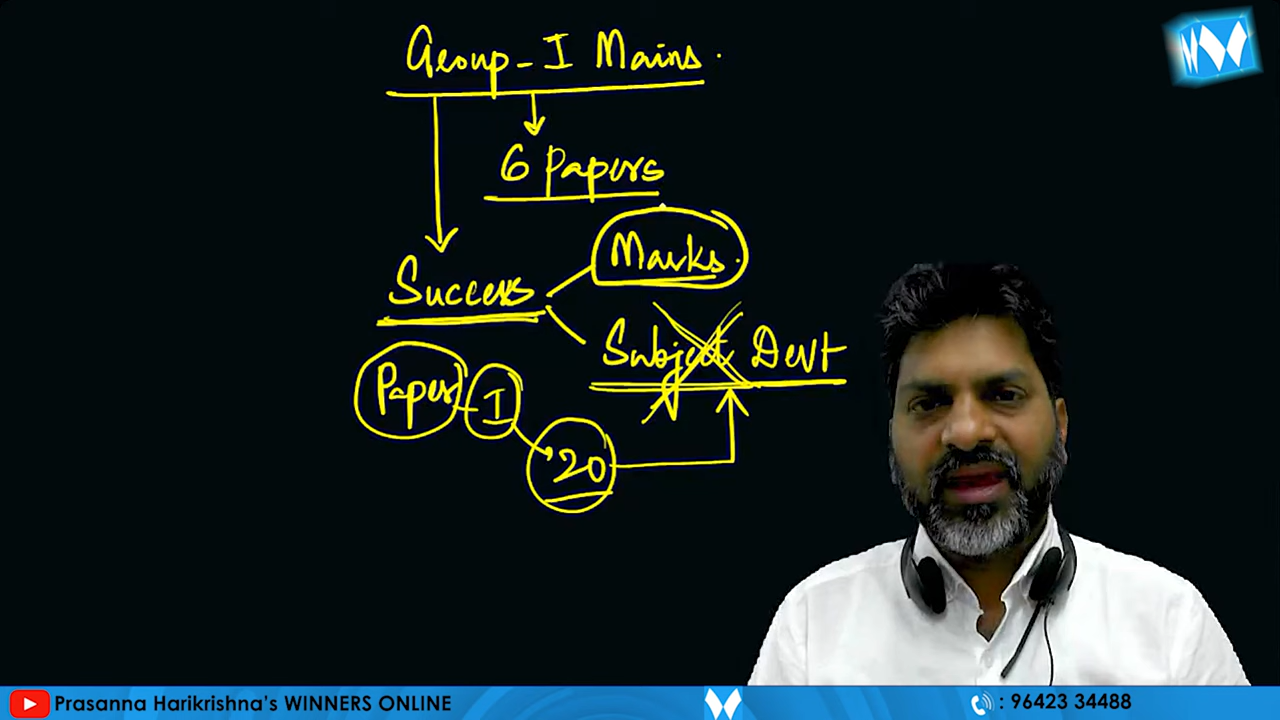 Group - I Mains.
6 Papers
Marks.
Success
Subject Devt
Paper - I
20
W
Prasanna Harikrishna's WINNERS ONLINE
: 96423 34488